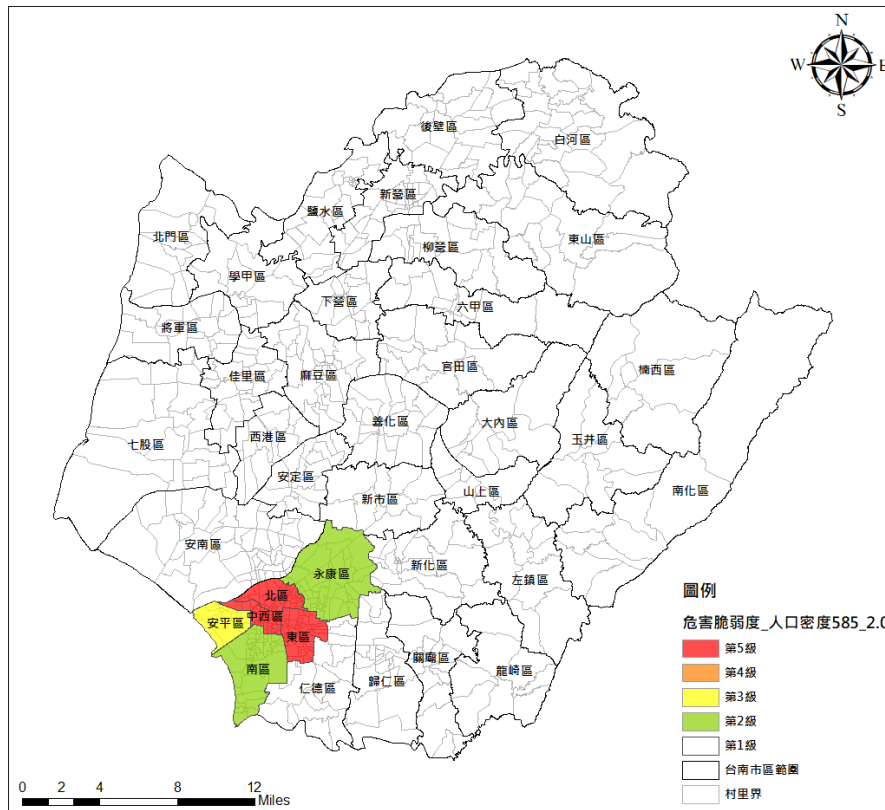 N
W
E
S
後壁區
白河區
新營區
鹽水區
北門區
東山區
柳營區
學甲區
下營區
六甲區
將軍區
官田區
楠西區
佳里區
麻豆區
善化區
大內區
七股區
西港區
玉井區
安定區
新市區
山上區
南化區
安南區
永康區
新化區
左鎮區
北區
中西區
安平區
東區
南區
關廟區
龍崎區
仁德區
歸仁區
圖例
危害脆弱度_人口密度585_2.0
第5級
第4級
第3級
第2級
第1級
台南市區範圍
村里界
0 2 4 8 12
Miles